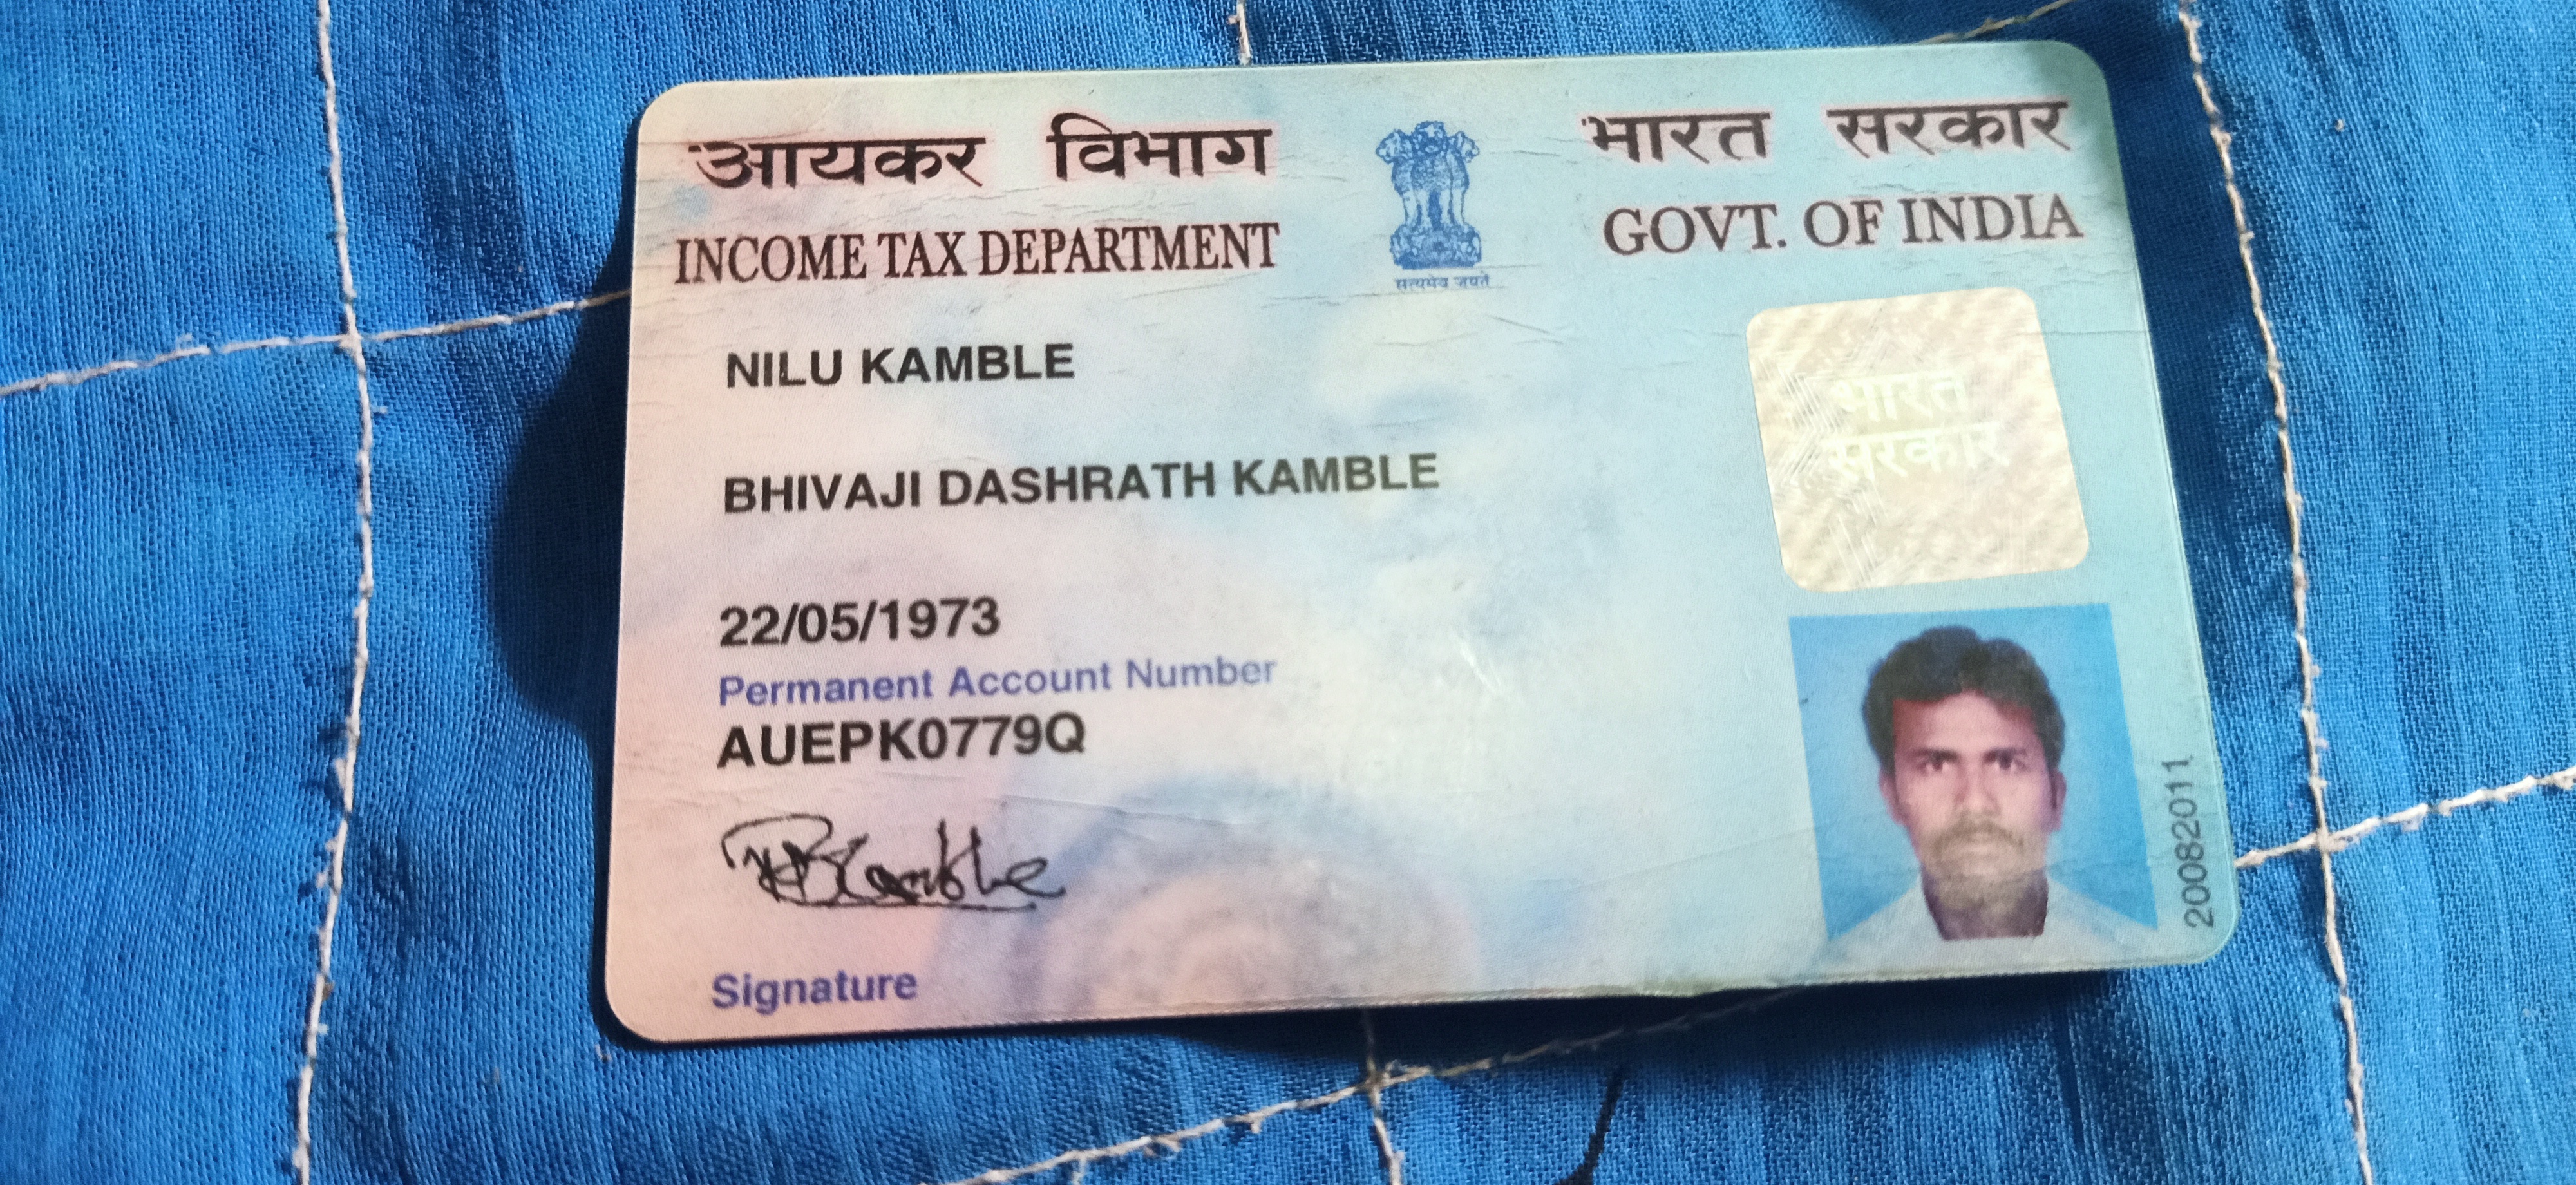 आयकर विभाग
INCOME TAX DEPARTMENT
भारत सरकार
GOVT. OF INDIA
सत्यमेव जयते
NILU KAMBLE
BHIVAJI DASHRATH KAMBLE
22/05/1973
Permanent Account Number
AUEPK0779Q
Signature
भारत
सरकार
20082011